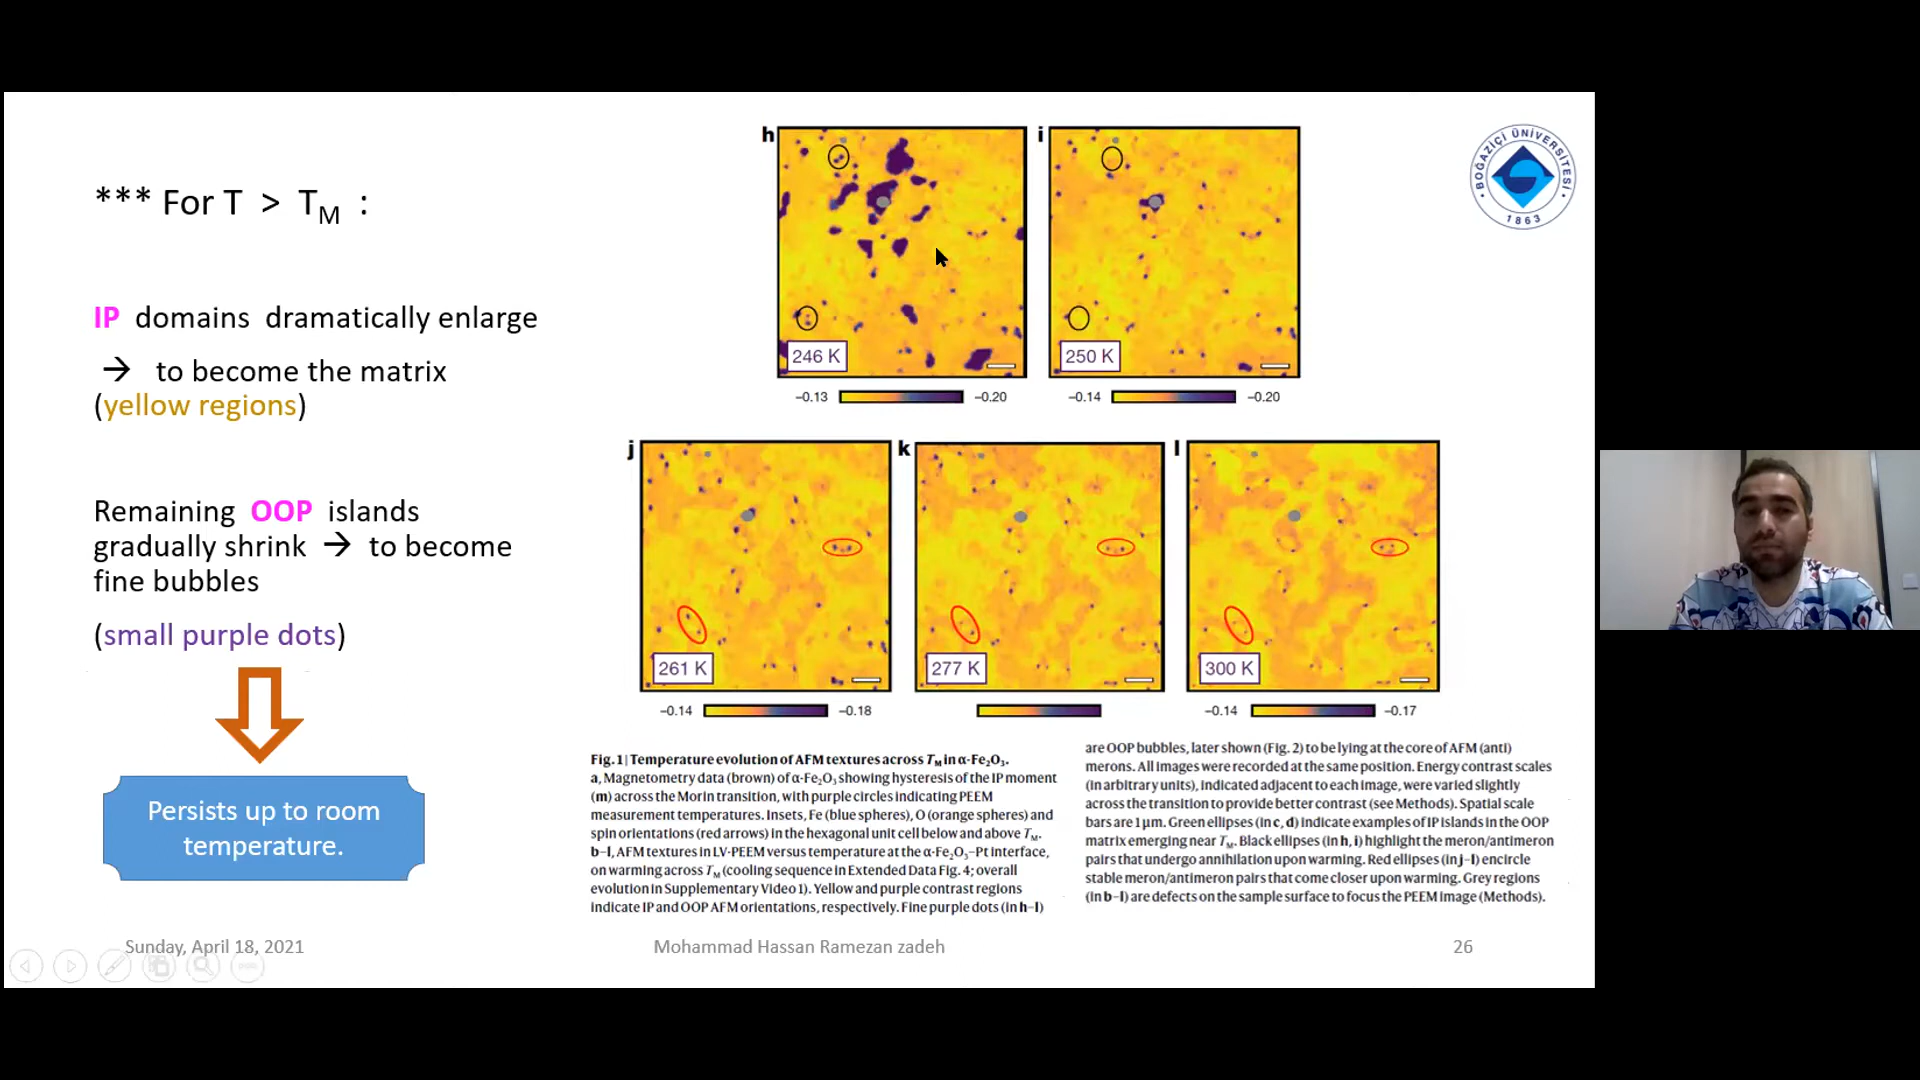 *** For T > TM :
IP domains dramatically enlarge
→ to become the matrix
(yellow regions)
Remaining OOP islands
gradually shrink → to become
fine bubbles
(small purple dots)
Persists up to room
temperature.
h
246 K
−0.13 −0.20
i
250 K
−0.14 −0.20
j
261 K
−0.14 −0.18
k
277 K
l
300 K
−0.14 −0.17
BOĞAZİÇİ ÜNİVERSİTESİ
1863
Fig. 1 | Temperature evolution of AFM textures across TM in α-Fe2O3.
a, Magnetometry data (brown) of α-Fe2O3 showing hysteresis of the IP moment
(m) across the Morin transition, with purple circles indicating PEEM
measurement temperatures. Insets, Fe (blue spheres), O (orange spheres) and
spin orientations (red arrows) in the hexagonal unit cell below and above TM.
b–l, AFM textures in LV-PEEM versus temperature at the α-Fe2O3–Pt interface,
on warming across TM (cooling sequence in Extended Data Fig. 4; overall
evolution in Supplementary Video 1). Yellow and purple contrast regions
indicate IP and OOP AFM orientations, respectively. Fine purple dots (in h–l)
are OOP bubbles, later shown (Fig. 2) to be lying at the core of AFM (anti)
merons. All images were recorded at the same position. Energy contrast scales
(in arbitrary units), indicated adjacent to each image, were varied slightly
across the transition to provide better contrast (see Methods). Spatial scale
bars are 1 μm. Green ellipses (in c, d) indicate examples of IP islands in the OOP
matrix emerging near TM. Black ellipses (in h, i) highlight the meron/antimeron
pairs that undergo annihilation upon warming. Red ellipses (in j–l) encircle
stable meron/antimeron pairs that come closer upon warming. Grey regions
(in b–l) are defects on the sample surface to focus the PEEM image (Methods).
Sunday, April 18, 2021
Mohammad Hassan Ramezan zadeh
26